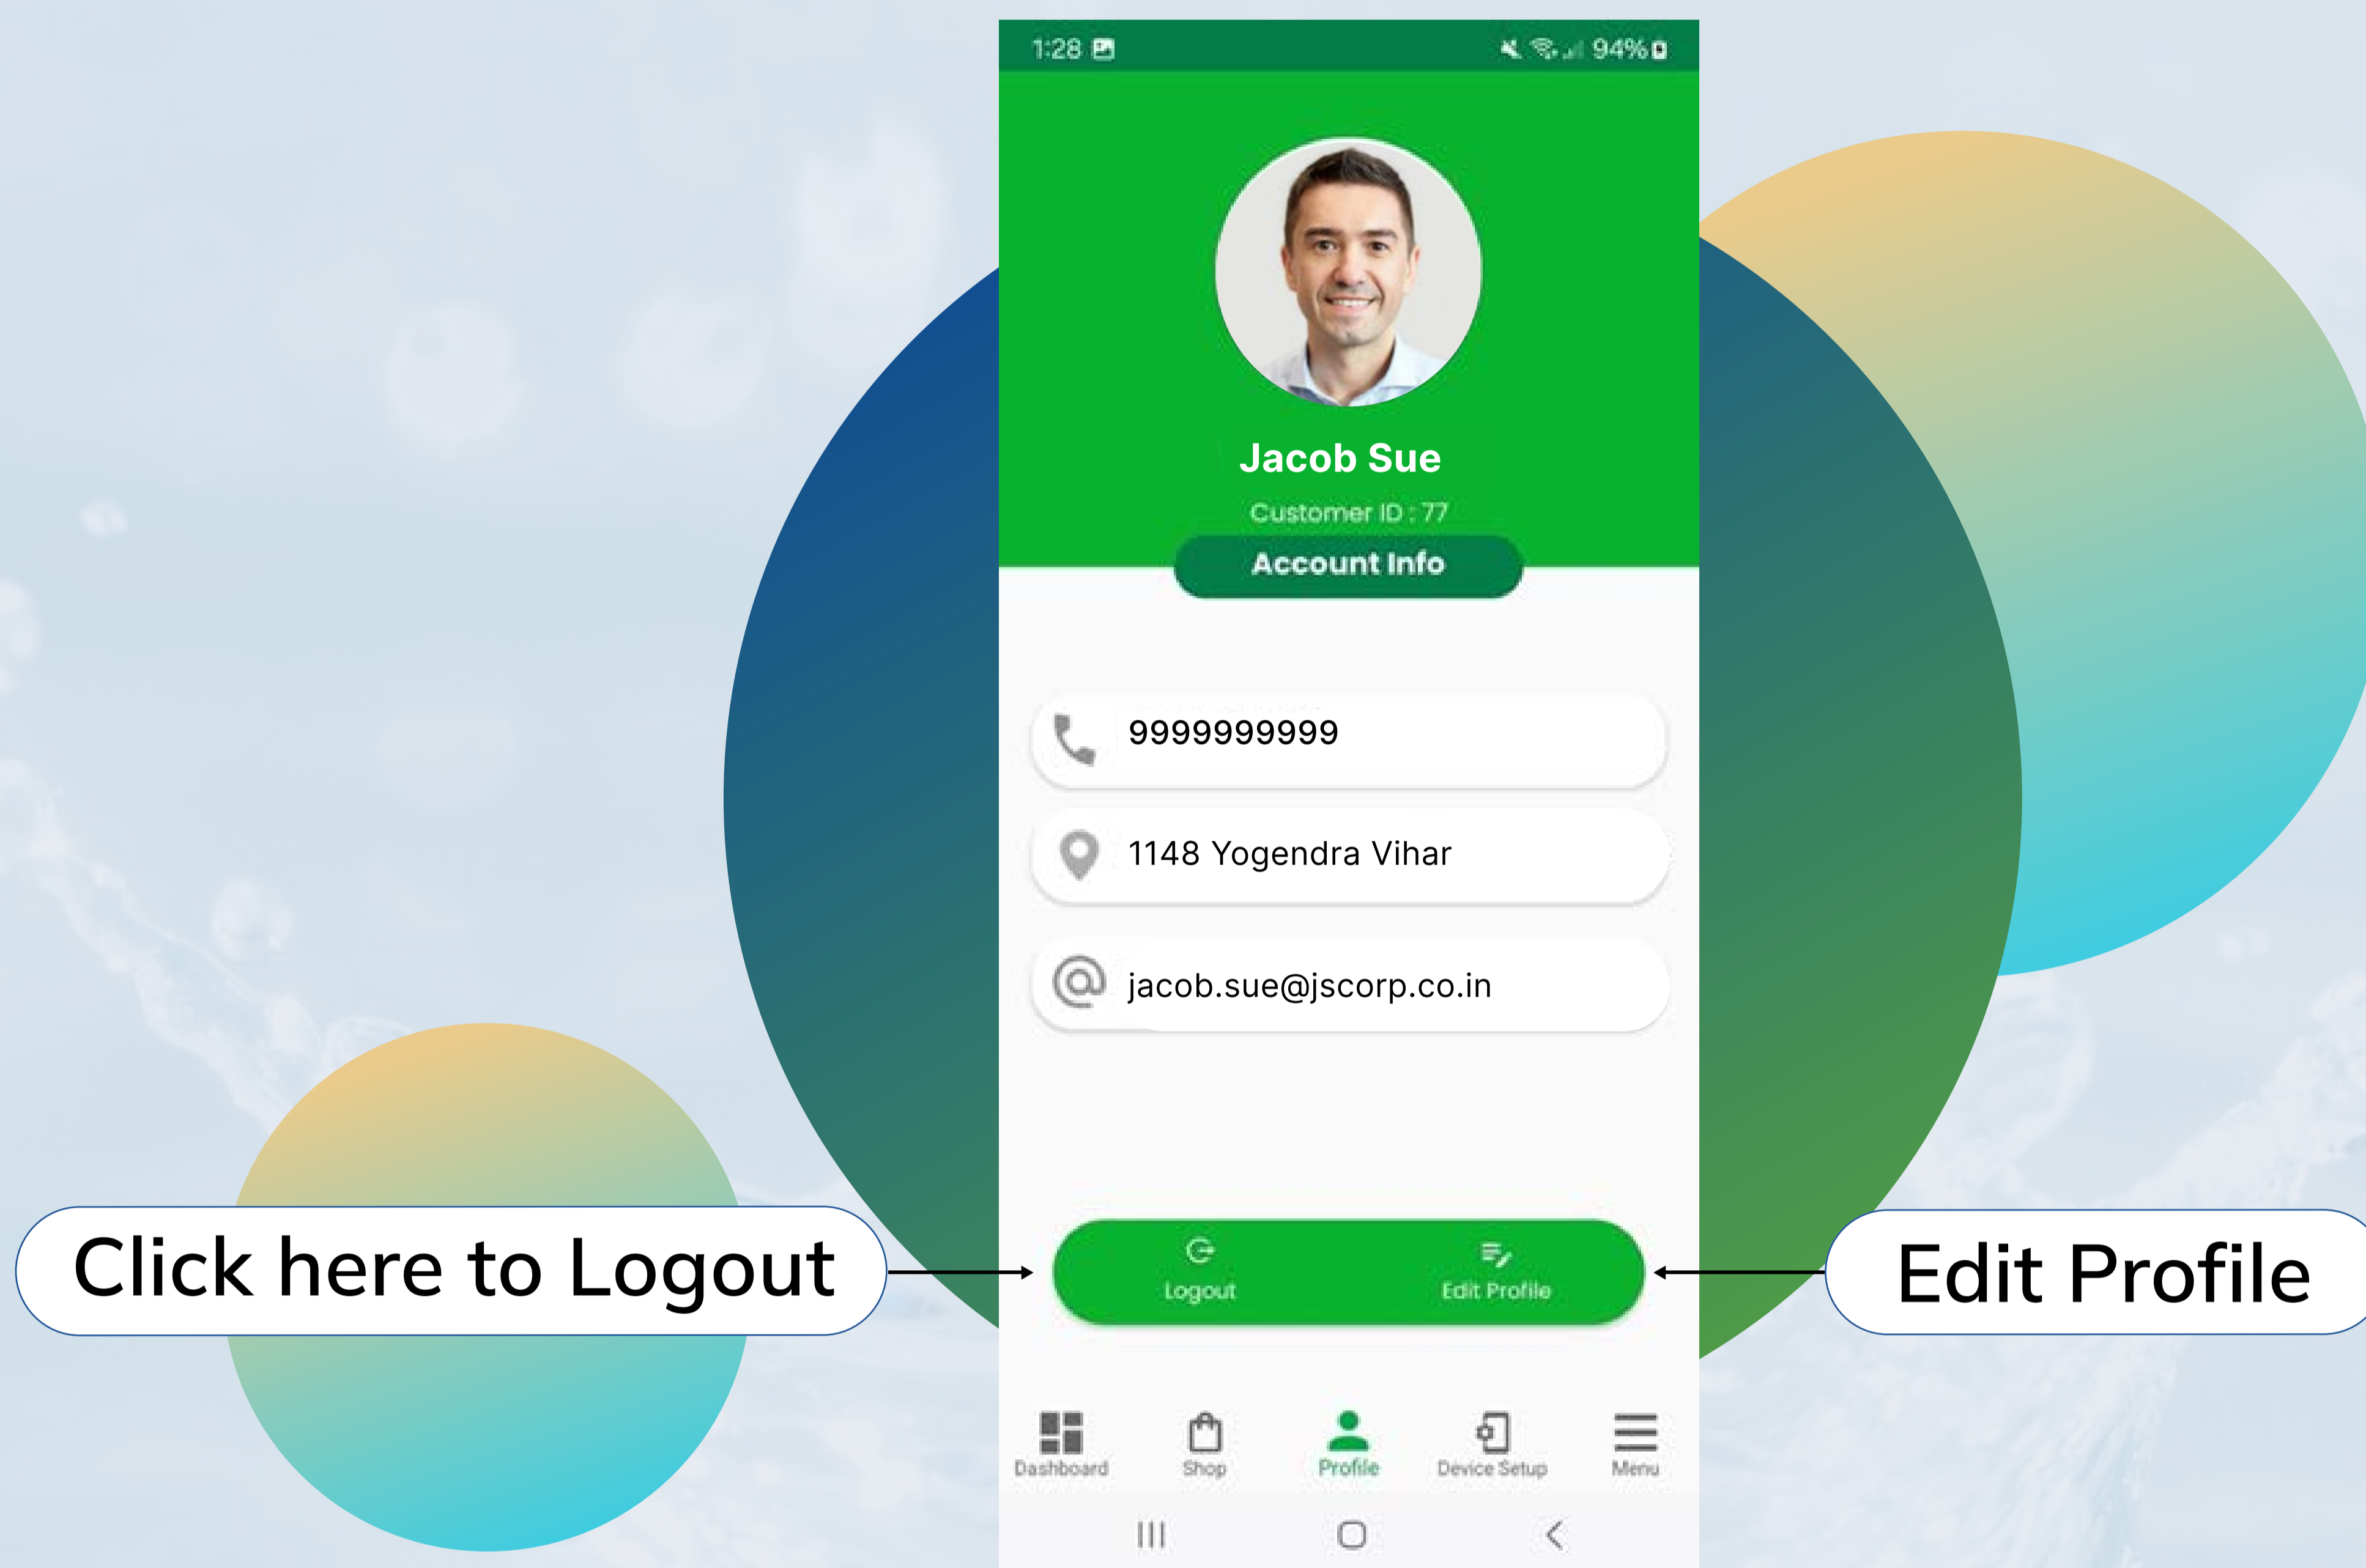 1:28
94%
Jacob Sue
Customer ID : 77
Account Info
9999999999
1148 Yogendra Vihar
jacob.sue@jscorp.co.in
Click here to Logout
Logout
Edit Profile
Edit Profile
Dashboard
Shop
Profile
Device Setup
Menu